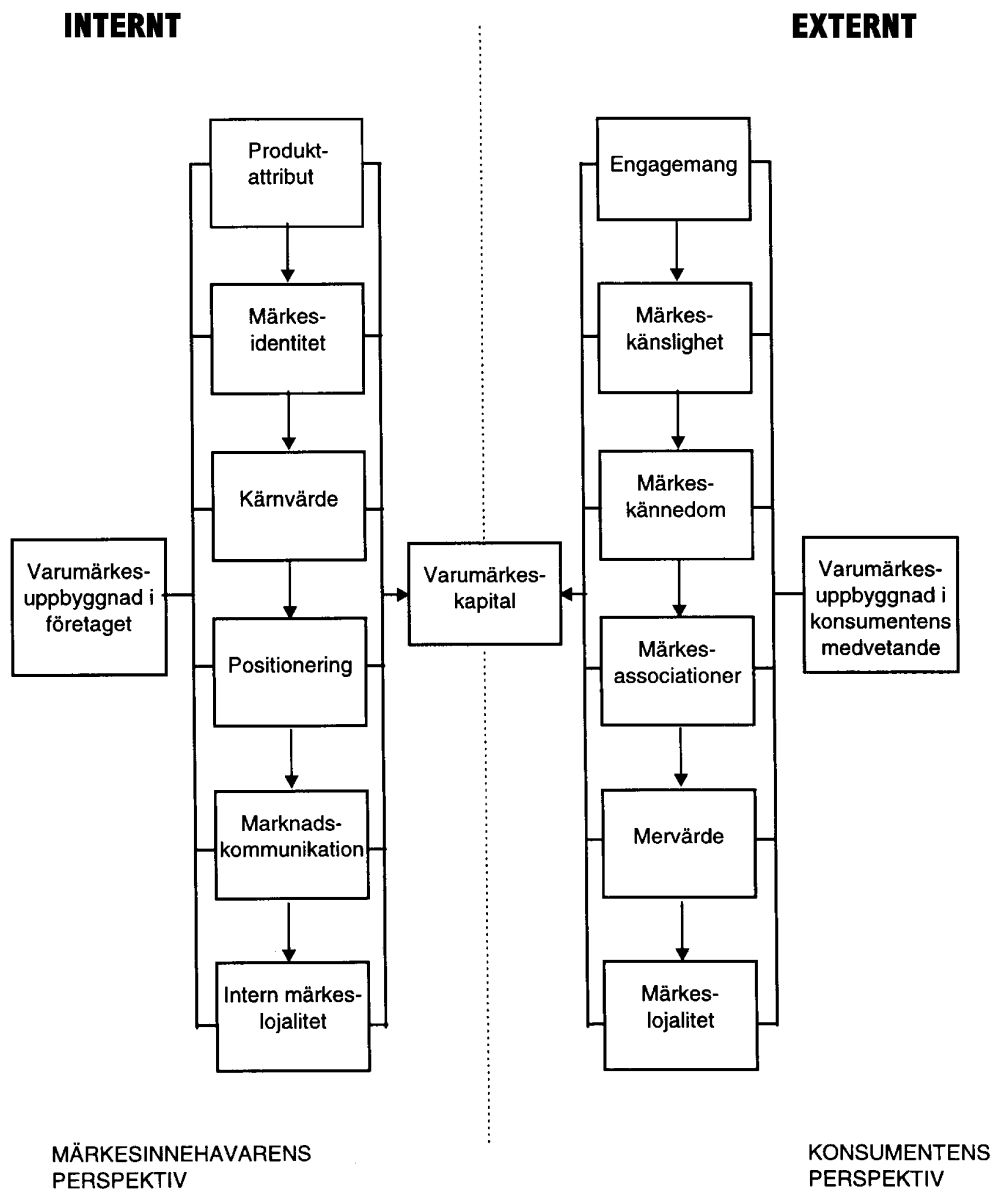 INTERNT
EXTERNT
Produkt-
attribut
Märkes-
identitet
Kärnvärde
Positionering
Marknads-
kommunikation
Intern märkes-
lojalitet
Varumärkes-
uppbyggnad i
företaget
Varumärkes-
kapital
Engagemang
Märkes-
känslighet
Märkes-
kännedom
Märkes-
associationer
Mervärde
Märkes-
lojalitet
Varumärkes-
uppbyggnad i
konsumentens
medvetande
MÄRKESINNEHAVARENS
PERSPEKTIV
KONSUMENTENS
PERSPEKTIV